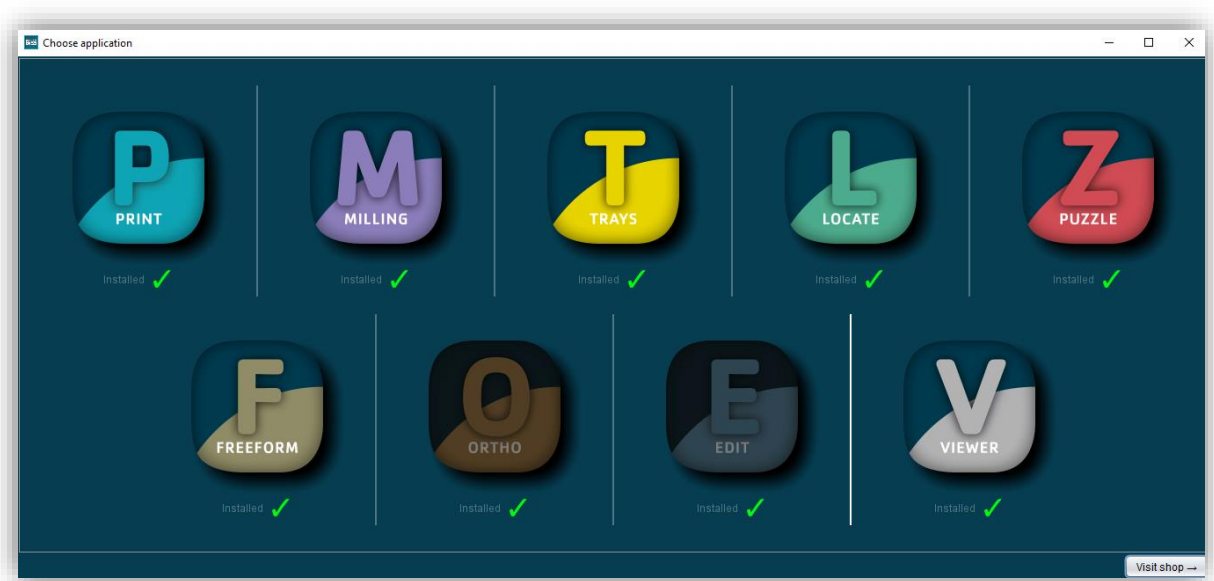 Choose application
P M T L Z
PRINT MILLING TRAYS LOCATE PUZZLE
Installed ✓ Installed ✓ Installed ✓ Installed ✓ Installed ✓
F O E V
FREEFORM ORTHO EDIT VIEWER
Installed ✓ Installed ✓ Installed ✓ Installed ✓
Visit shop →